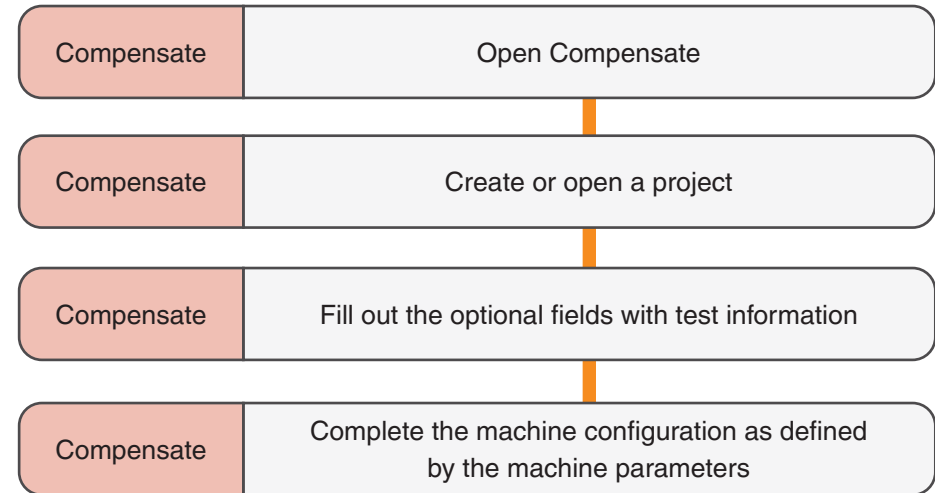 Compensate
Open Compensate
Compensate
Create or open a project
Compensate
Fill out the optional fields with test information
Compensate
Complete the machine configuration as defined
by the machine parameters